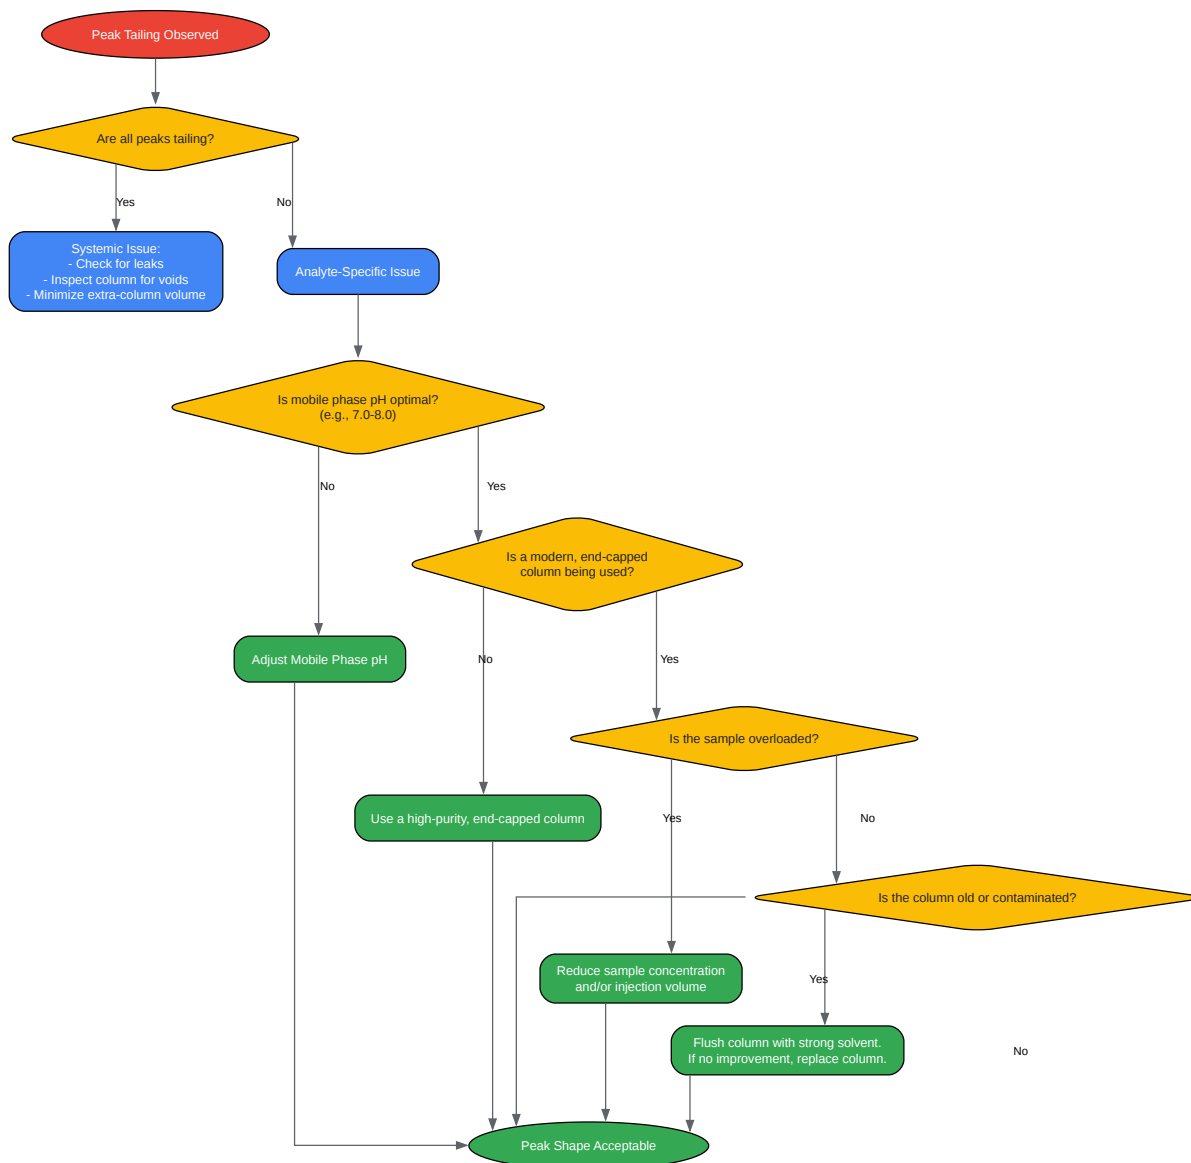 Peak Tailing Observed
Are all peaks tailing?
Yes
No
Systemic Issue:
- Check for leaks
- Inspect column for voids
- Minimize extra-column volume
Analyte-Specific Issue
Is mobile phase pH optimal?
(e.g., 7.0-8.0)
No
Yes
Is a modern, end-capped
column being used?
Adjust Mobile Phase pH
No
Yes
Is the sample overloaded?
Use a high-purity, end-capped column
Yes
No
Is the column old or contaminated?
Reduce sample concentration
and/or injection volume
Yes
Flush column with strong solvent.
If no improvement, replace column.
No
Peak Shape Acceptable